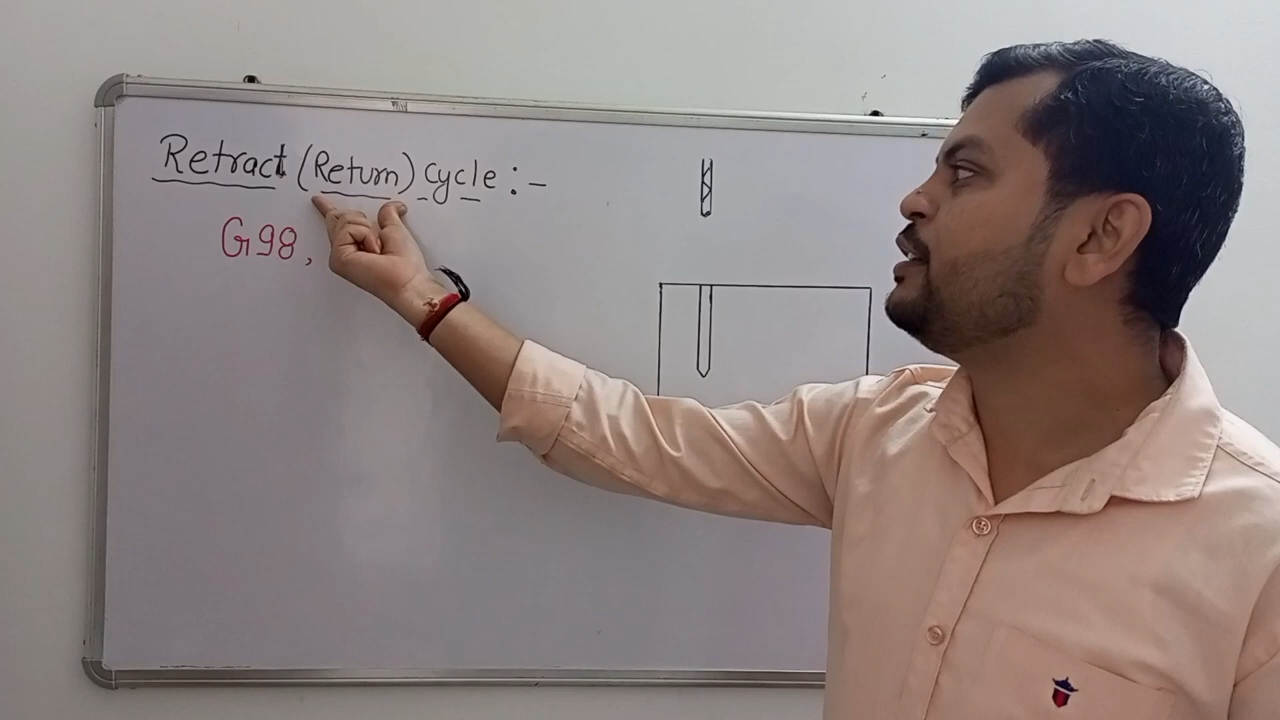 Retract (Return) Cycle :-
G98,